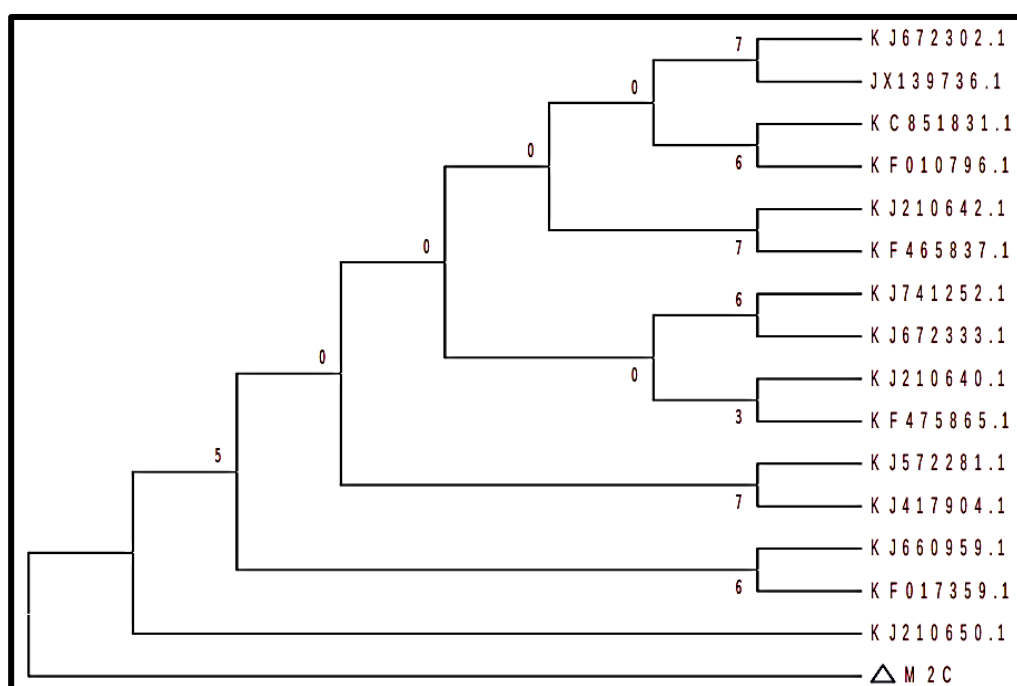 7
KJ672302.1
0
JX139736.1
KC851831.1
0
6
KF010796.1
KJ210642.1
0
7
KF465837.1
6
KJ741252.1
KJ672333.1
0
0
KJ210640.1
3
KF475865.1
5
KJ572281.1
7
KJ417904.1
KJ660959.1
6
KF017359.1
KJ210650.1
M2C